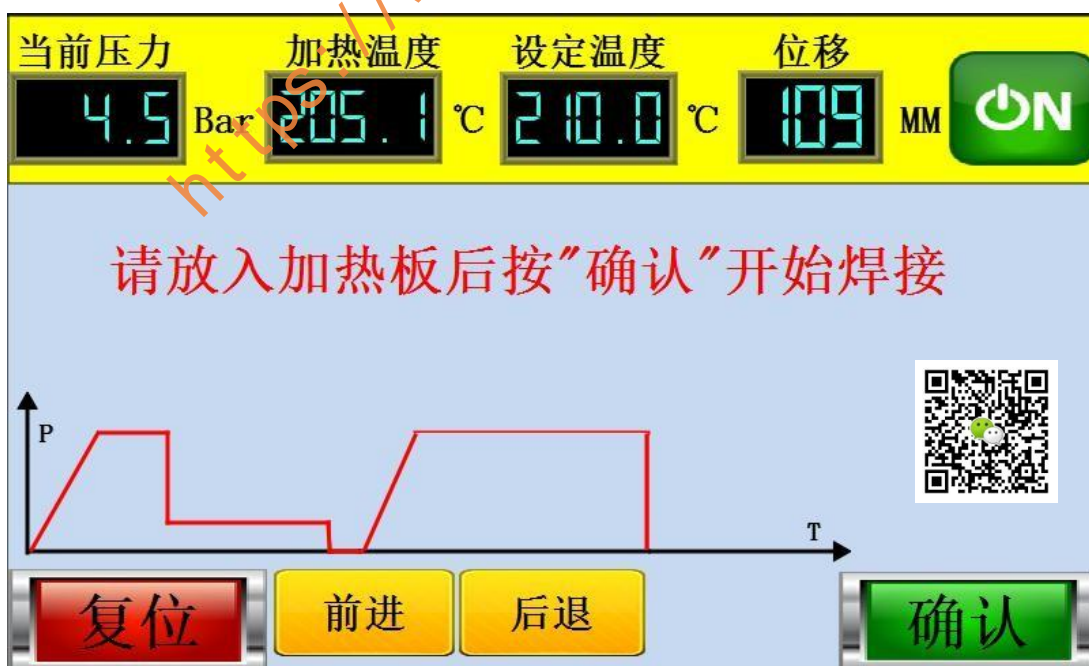 当前压力 加热温度 设定温度 位移
4.5 Bar 205.1 ℃ 210.0 ℃ 109 MM ON
https:/
请放入加热板后按"确认"开始焊接
P
T
复位 前进 后退 确认